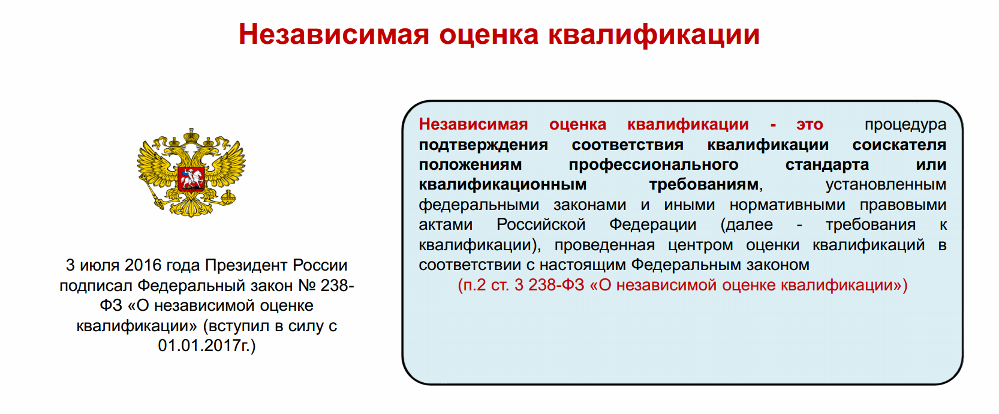 Независимая оценка квалификации
3 июля 2016 года Президент России
подписал Федеральный закон № 238-
ФЗ «О независимой оценке
квалификации» (вступил в силу с
01.01.2017г.)
Независимая оценка квалификации - это процедура
подтверждения соответствия квалификации соискателя
положениям профессионального стандарта или
квалификационным требованиям, установленным
федеральными законами и иными нормативными правовыми
актами Российской Федерации (далее - требования к
квалификации), проведенная центром оценки квалификаций в
соответствии с настоящим Федеральным законом
(п.2 ст. 3 238-ФЗ «О независимой оценке квалификации»)